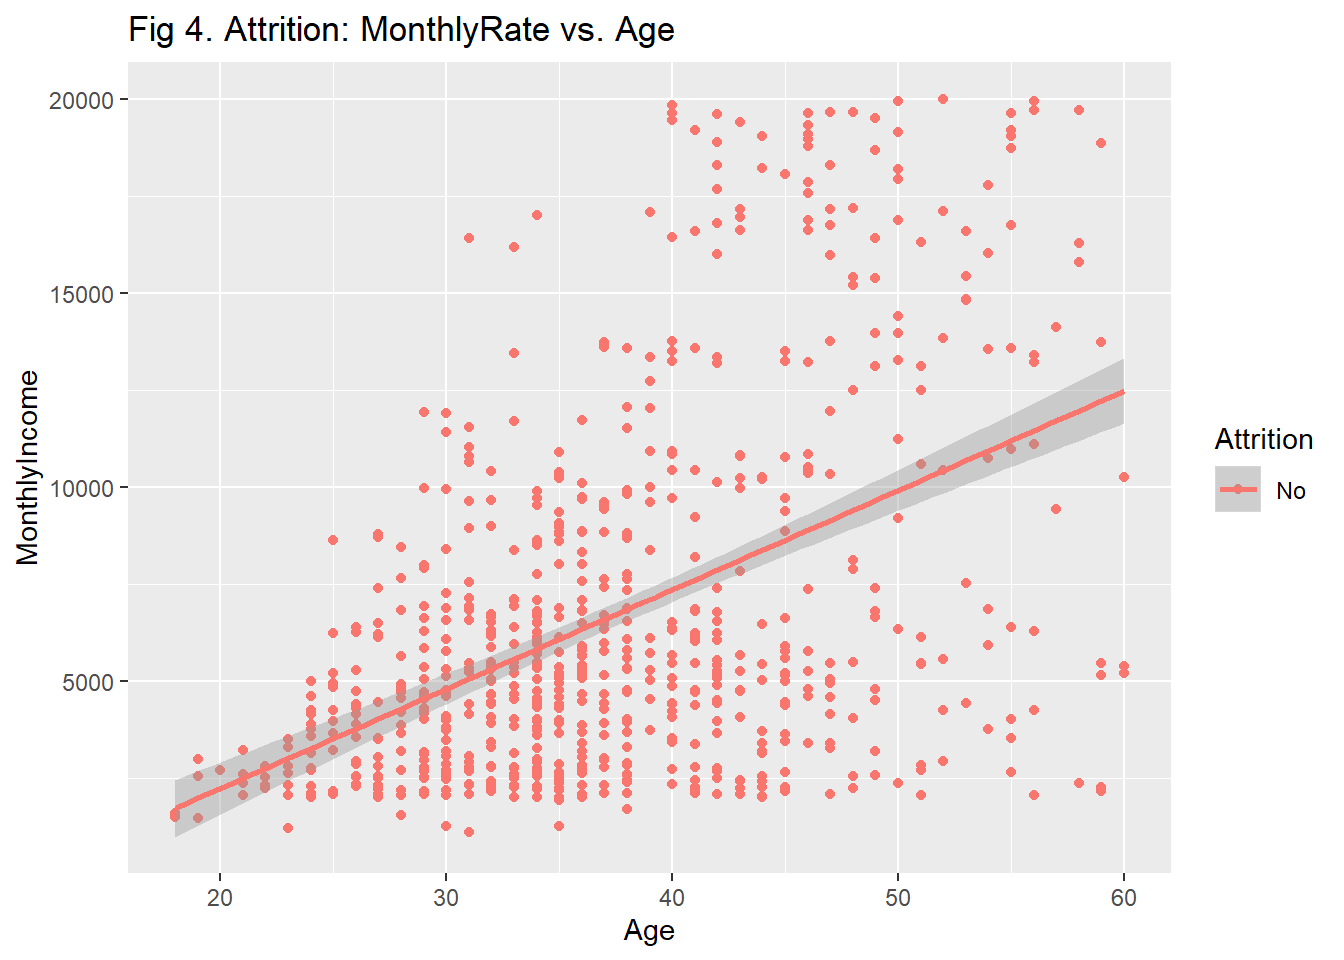 Fig 4. Attrition: MonthlyRate vs. Age
20000
15000
10000
5000
MonthlyIncome
20 30 40 50 60
Age
Attrition
No